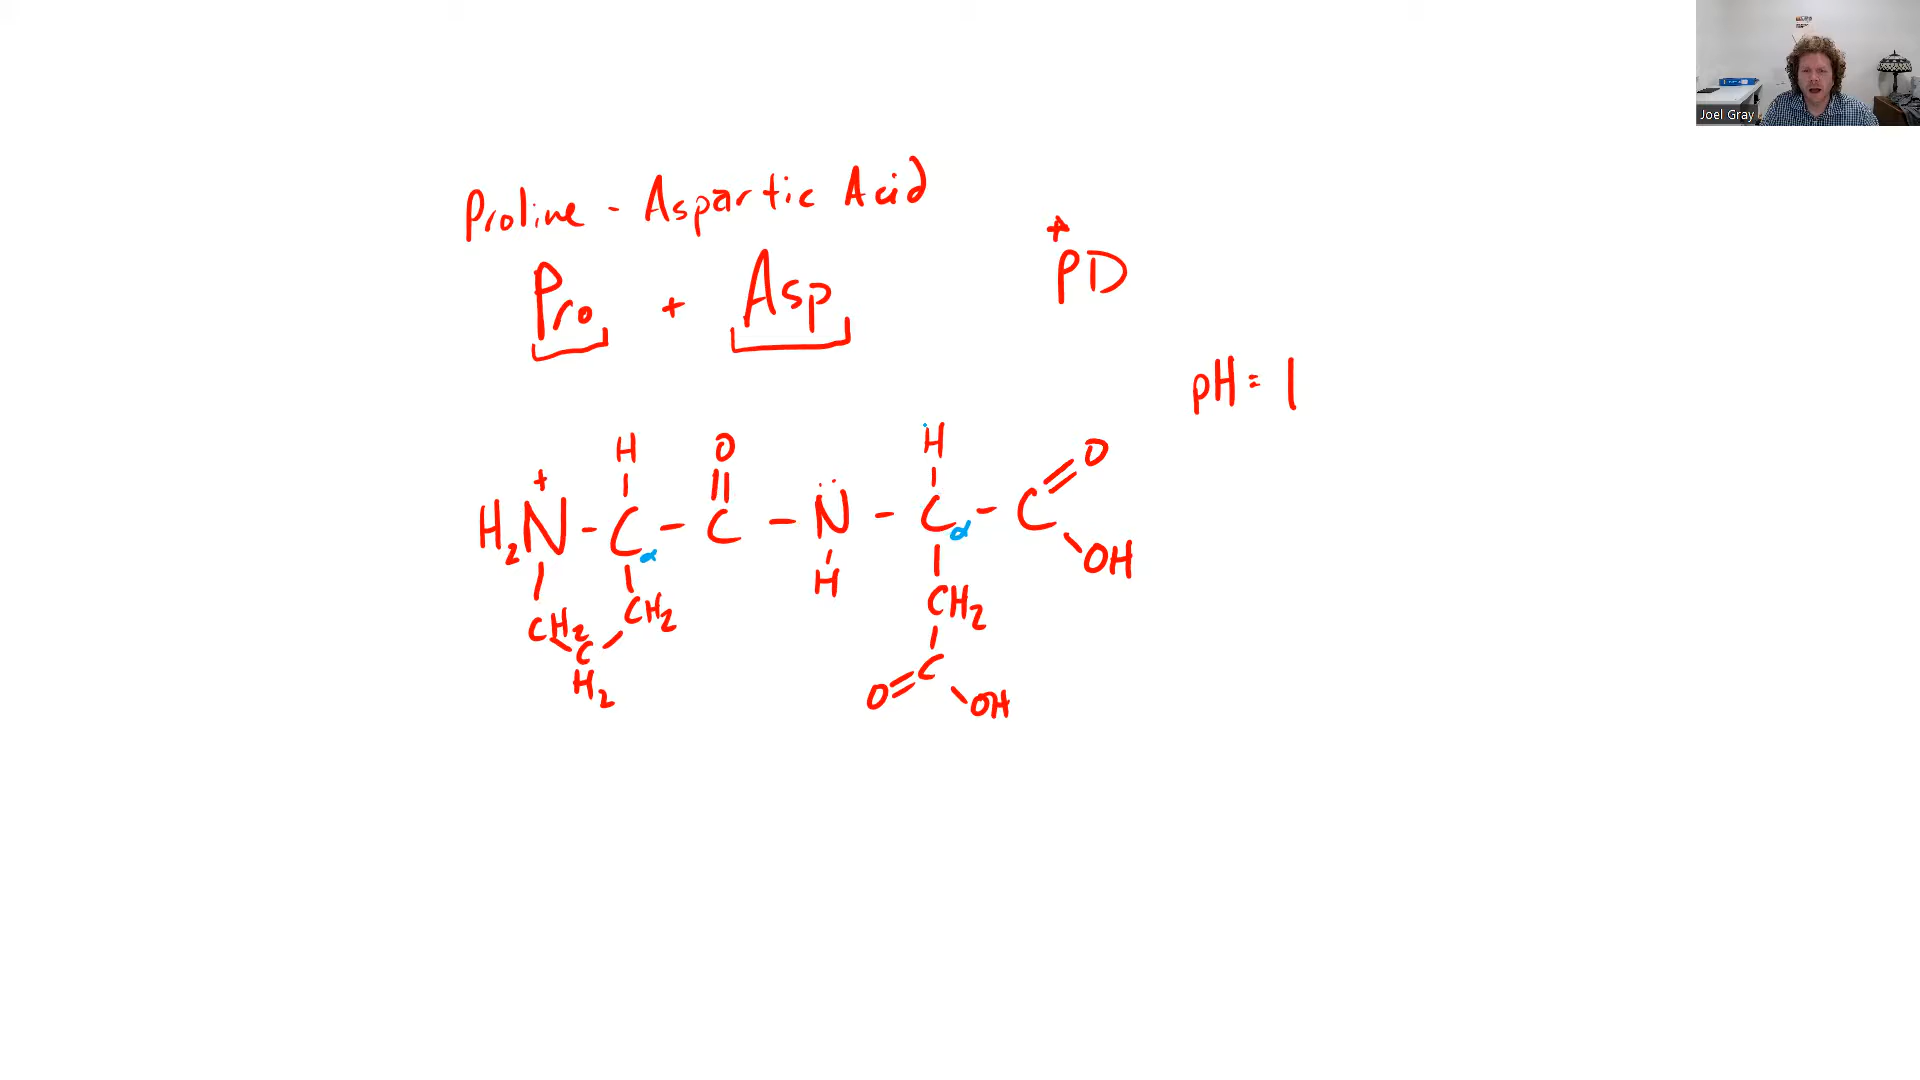 Joel Gray
Proline - Aspartic Acid
Pro + Asp
+
PD
pH = 1
H O H O
+
H2N - C - C - N̈ - C - C
α α
H OH
CH2 CH2 CH2
C
H2
C
O OH